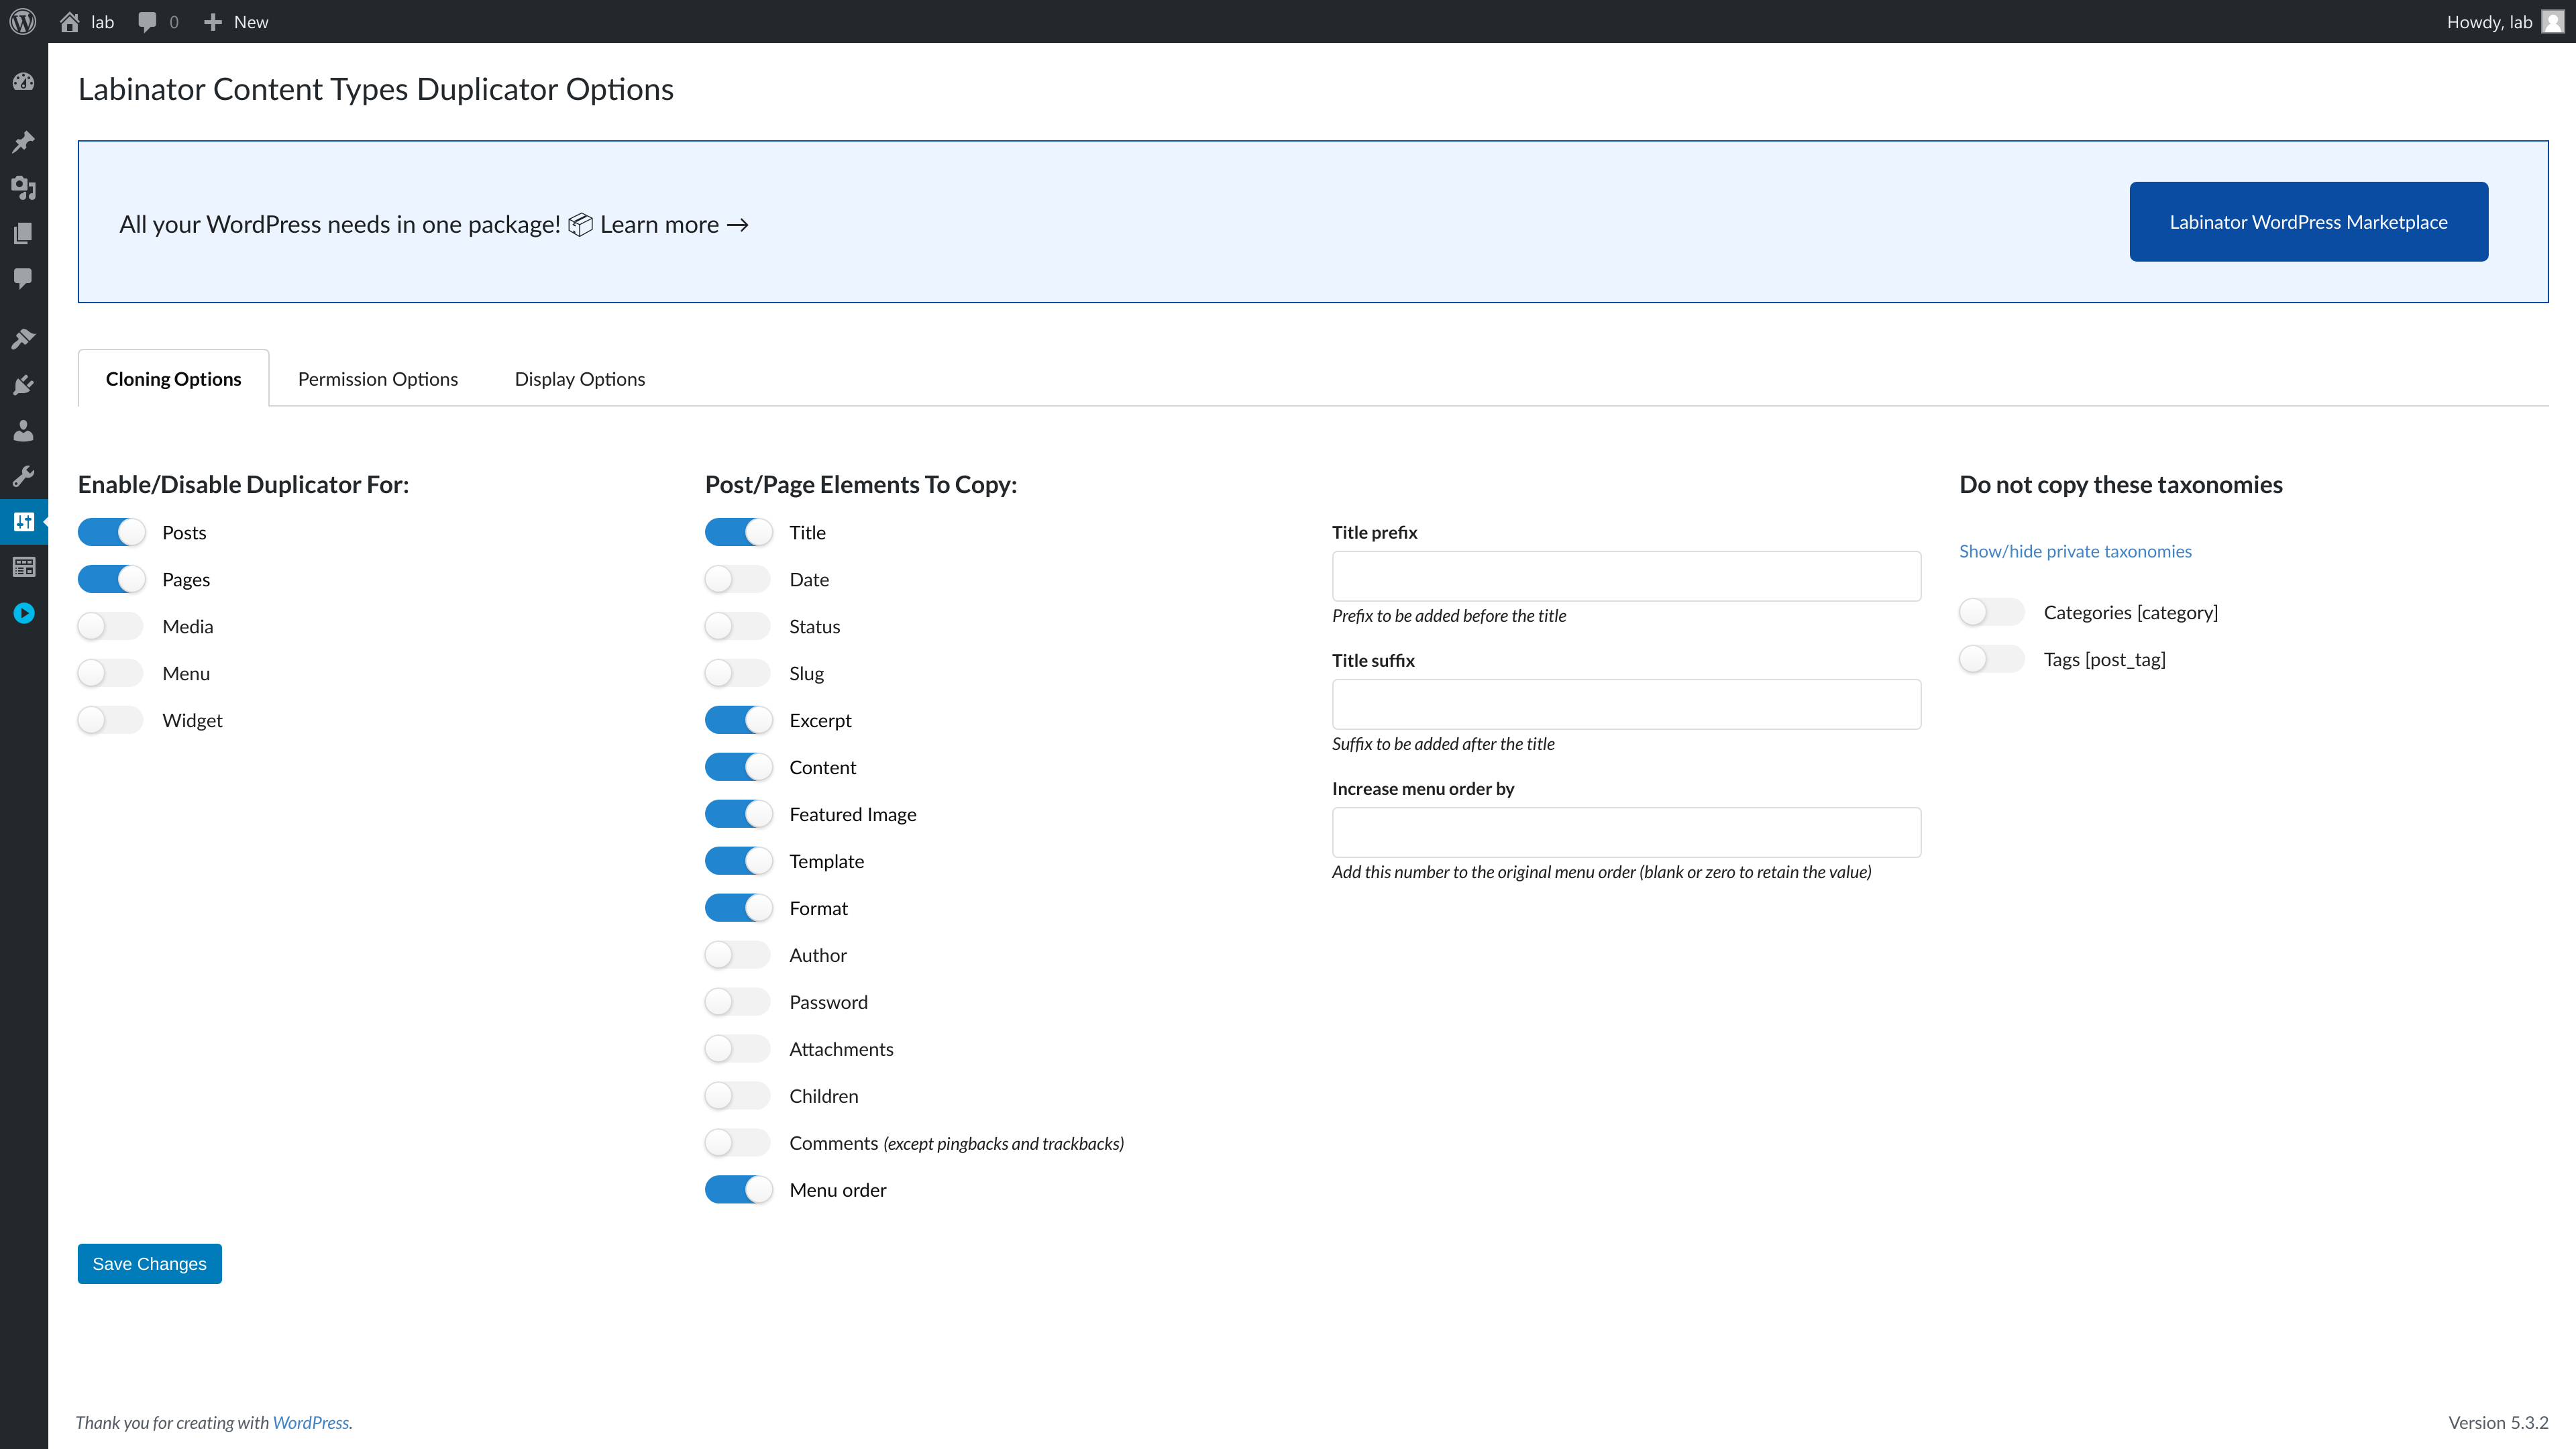 lab
0
New
Howdy, lab
Labinator Content Types Duplicator Options
All your WordPress needs in one package! Learn more →
Labinator WordPress Marketplace
Cloning Options
Permission Options
Display Options
Enable/Disable Duplicator For:
Posts
Pages
Media
Menu
Widget
Post/Page Elements To Copy:
Title
Date
Status
Slug
Excerpt
Content
Featured Image
Template
Format
Author
Password
Attachments
Children
Comments (except pingbacks and trackbacks)
Menu order
Title prefix
Prefix to be added before the title
Title suffix
Suffix to be added after the title
Increase menu order by
Add this number to the original menu order (blank or zero to retain the value)
Do not copy these taxonomies
Show/hide private taxonomies
Categories [category]
Tags [post_tag]
Save Changes
Thank you for creating with WordPress.
Version 5.3.2